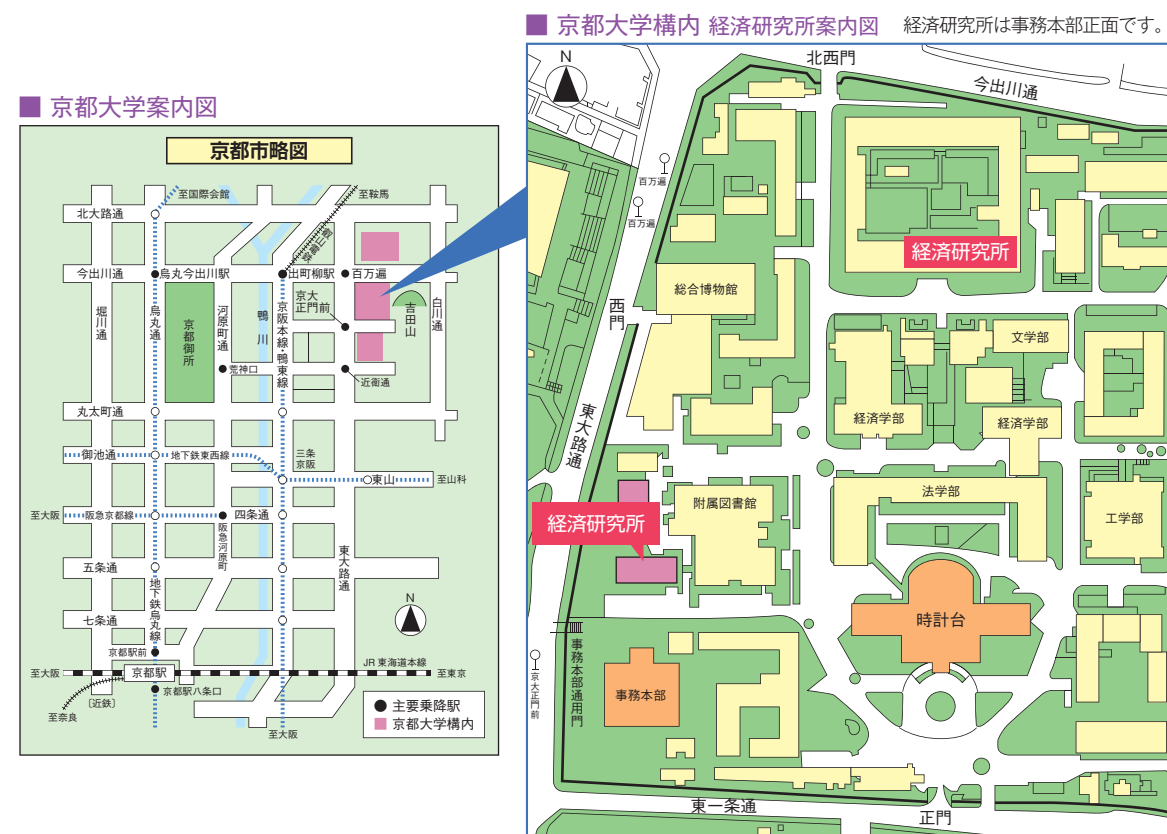 ■ 京都大学構内 経済研究所案内図 経済研究所は事務本部正面です。
■ 京都大学案内図
京都市略図
至国際会館
至鞍馬
北大路通
叡山電鉄
今出川通
烏丸今出川駅
出町柳駅
百万遍
京大
正門前
吉田山
白川通
堀川通
烏丸通
京都御所
河原町通
鴨川
京阪本線・鴨東線
荒神口
近衛通
丸太町通
御池通
地下鉄東西線
三条
京阪
東山
至山科
至大阪
阪急京都線
四条通
阪急河原町
五条通
地下鉄烏丸線
東大路通
七条通
N
京都駅前
JR 東海道本線
至大阪
京都駅
至東京
〔近鉄〕
京都駅八条口
至奈良
至大阪
● 主要乗降駅
■ 京都大学構内
N
北西門
今出川通
百万遍
百万遍
経済研究所
総合博物館
西門
文学部
東大路通
経済学部
経済学部
法学部
附属図書館
工学部
経済研究所
時計台
事務本部通用門
事務本部
京大正門前
東一条通
正門